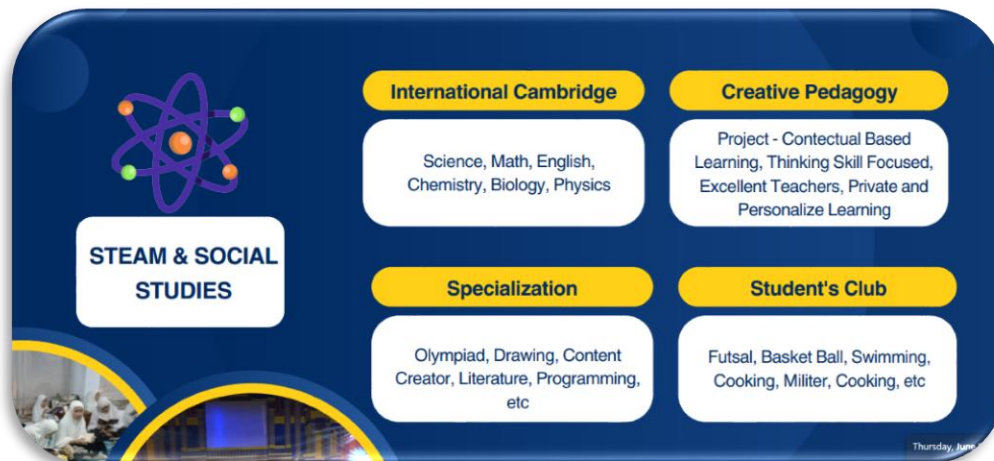 STEAM & SOCIAL
STUDIES
International Cambridge
Science, Math, English,
Chemistry, Biology, Physics
Creative Pedagogy
Project - Contectual Based
Learning, Thinking Skill Focused,
Excellent Teachers, Private and
Personalize Learning
Specialization
Olympiad, Drawing, Content
Creator, Literature, Programming,
etc
Student's Club
Futsal, Basket Ball, Swimming,
Cooking, Militer, Cooking, etc
Thursday, June